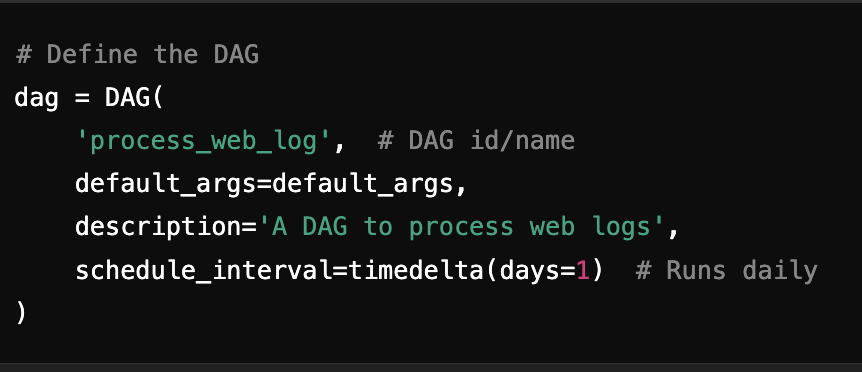 # Define the DAG
dag = DAG(
    'process_web_log',  # DAG id/name
    default_args=default_args,
    description='A DAG to process web logs',
    schedule_interval=timedelta(days=1)  # Runs daily
)